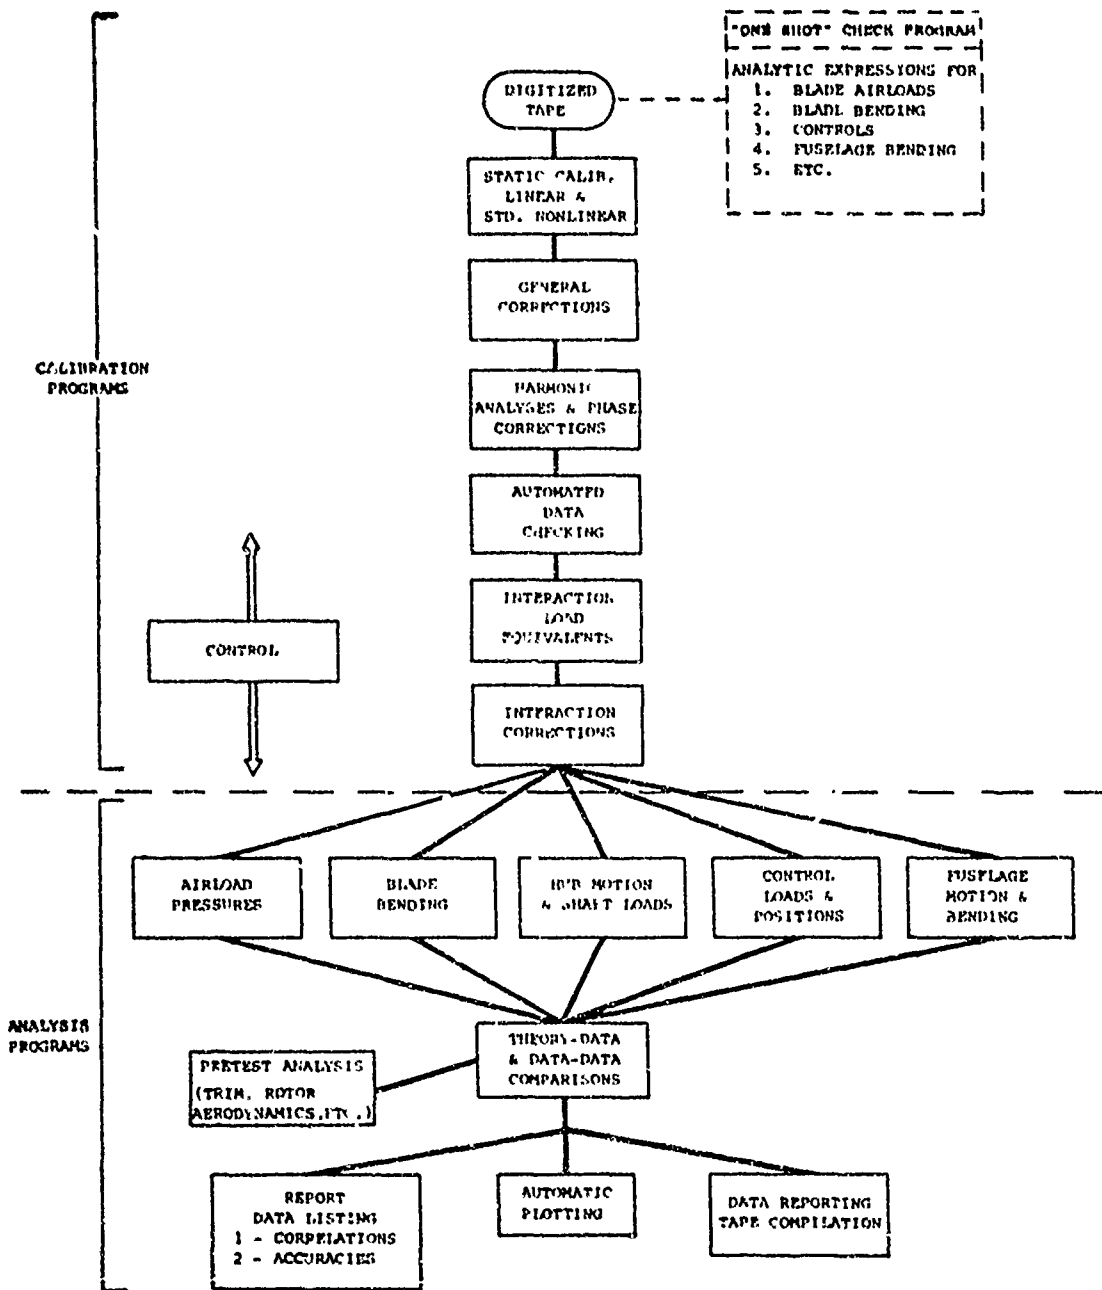 "ONE SHOT" CHECK PROGRAM
ANALYTIC EXPRESSIONS FOR
1. BLADE AIRLOADS
2. BLADE BENDING
3. CONTROLS
4. FUSELAGE BENDING
5. ETC.
DIGITIZED
TAPE
STATIC CALIB.
LINEAR &
STD. NONLINEAR
GENERAL
CORRECTIONS
CALIBRATION
PROGRAMS
HARMONIC
ANALYSES & PHASE
CORRECTIONS
AUTOMATED
DATA
CHECKING
INTERACTION
LOAD
EQUIVALENTS
CONTROL
INTERACTION
CORRECTIONS
AIRLOAD
PRESSURES
BLADE
BENDING
HUB MOTION
& SHAFT LOADS
CONTROL
LOADS &
POSITIONS
FUSELAGE
MOTION &
BENDING
ANALYSIS
PROGRAMS
THEORY-DATA
& DATA-DATA
COMPARISONS
PRETEST ANALYSIS
(TRIM, ROTOR
AERODYNAMICS, ETC.)
REPORT
DATA LISTING
1 - CORRELATIONS
2 - ACCURACIES
AUTOMATIC
PLOTTING
DATA REPORTING
TAPE COMPILATION